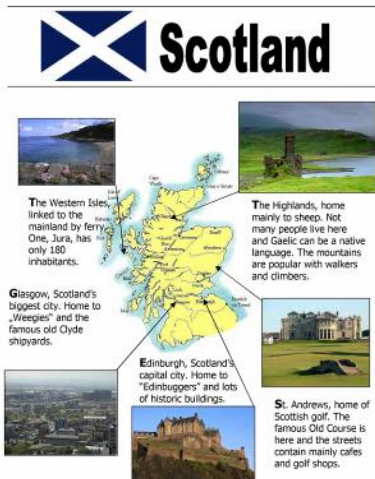 Scotland
The Western Isles,
linked to the
mainland by ferry.
One, Jura, has
only 180
inhabitants.
The Highlands, home
mainly to sheep. Not
many people live here
and Gaelic can be a native
language. The mountains
are popular with walkers
and climbers.
Glasgow, Scotland's
biggest city. Home to
„Weegies" and the
famous old Clyde
shipyards.
Edinburgh, Scotland's
capital city. Home to
"Edinbuggers" and lots
of historic buildings.
St. Andrews, home of
Scottish golf. The
famous Old Course is
here and the streets
contain mainly cafes
and golf shops.